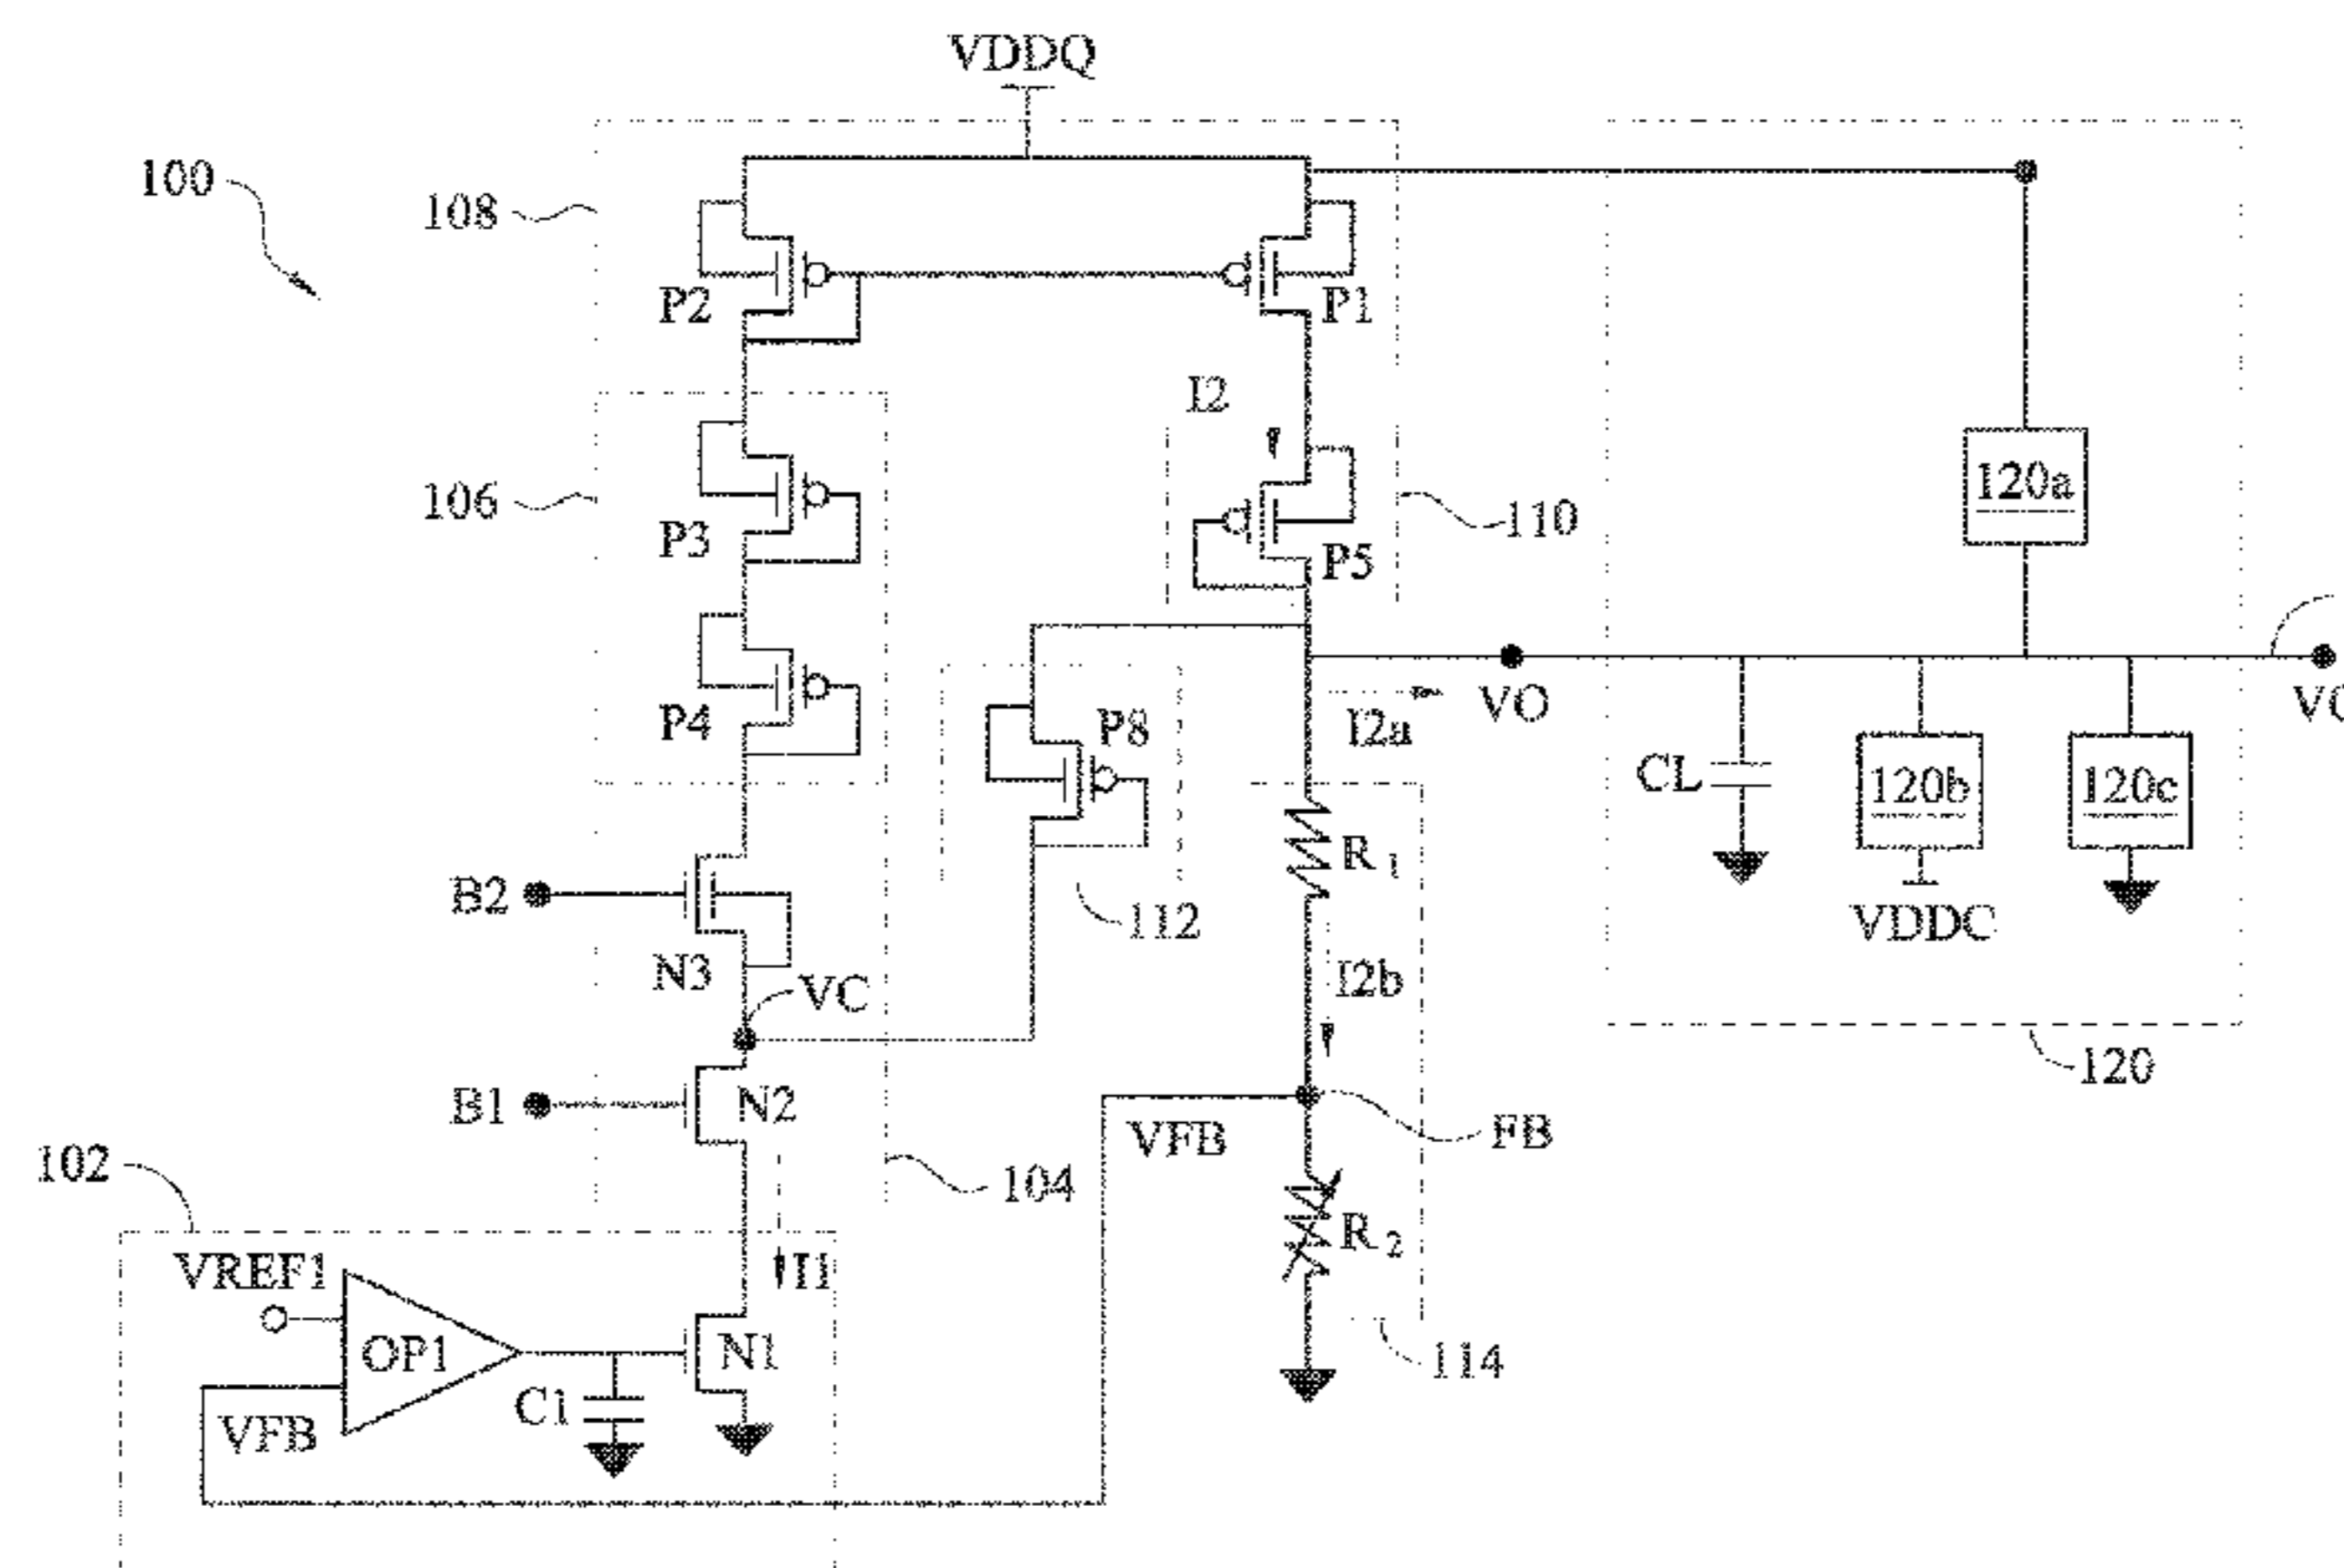 VDDQ
100
108
P2
P1
I2
106
P3
110
P5
120a
P4
P8
I2a
VO
VO
CL
120b
120c
R1
B2
112
VDDC
N3
VC
I2b
B1
N2
VFB
FB
120
102
104
VREF1
I1
R2
OP1
N1
114
C1
VFB